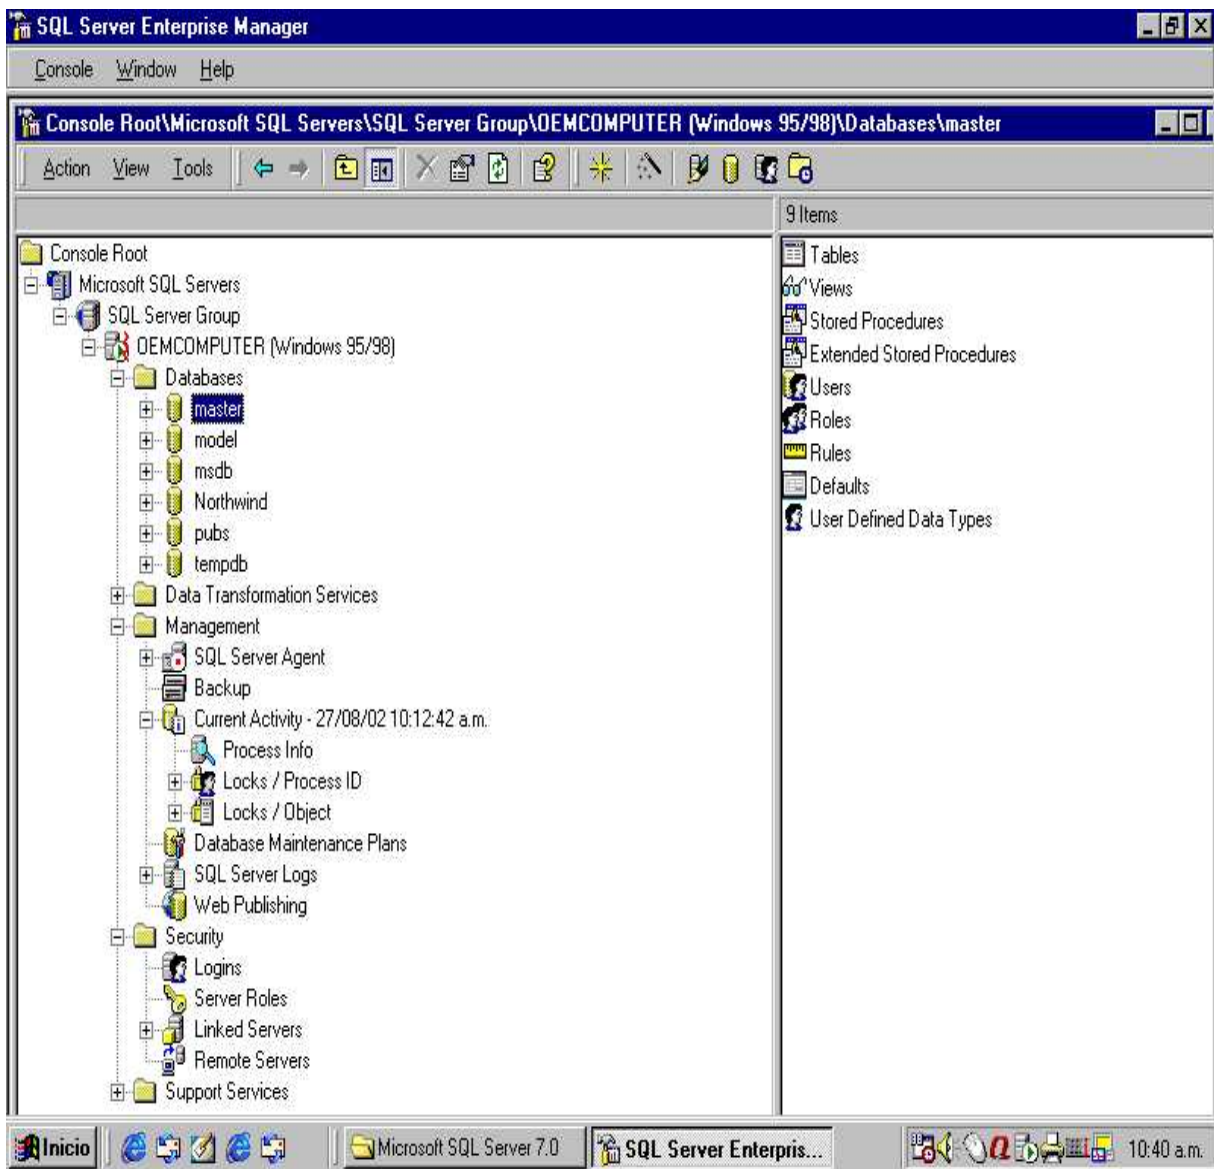 SQL Server Enterprise Manager
Console Window Help
Console Root\Microsoft SQL Servers\SQL Server Group\OEMCOMPUTER (Windows 95/98)\Databases\master
Action View Tools
9 Items
Console Root
Microsoft SQL Servers
SQL Server Group
OEMCOMPUTER (Windows 95/98)
Databases
master
model
msdb
Northwind
pubs
tempdb
Data Transformation Services
Management
SQL Server Agent
Backup
Current Activity - 27/08/02 10:12:42 a.m.
Process Info
Locks / Process ID
Locks / Object
Database Maintenance Plans
SQL Server Logs
Web Publishing
Security
Logins
Server Roles
Linked Servers
Remote Servers
Support Services
Tables
Views
Stored Procedures
Extended Stored Procedures
Users
Roles
Rules
Defaults
User Defined Data Types
Inicio Microsoft SQL Server 7.0 SQL Server Enterpris... 10:40 a.m.